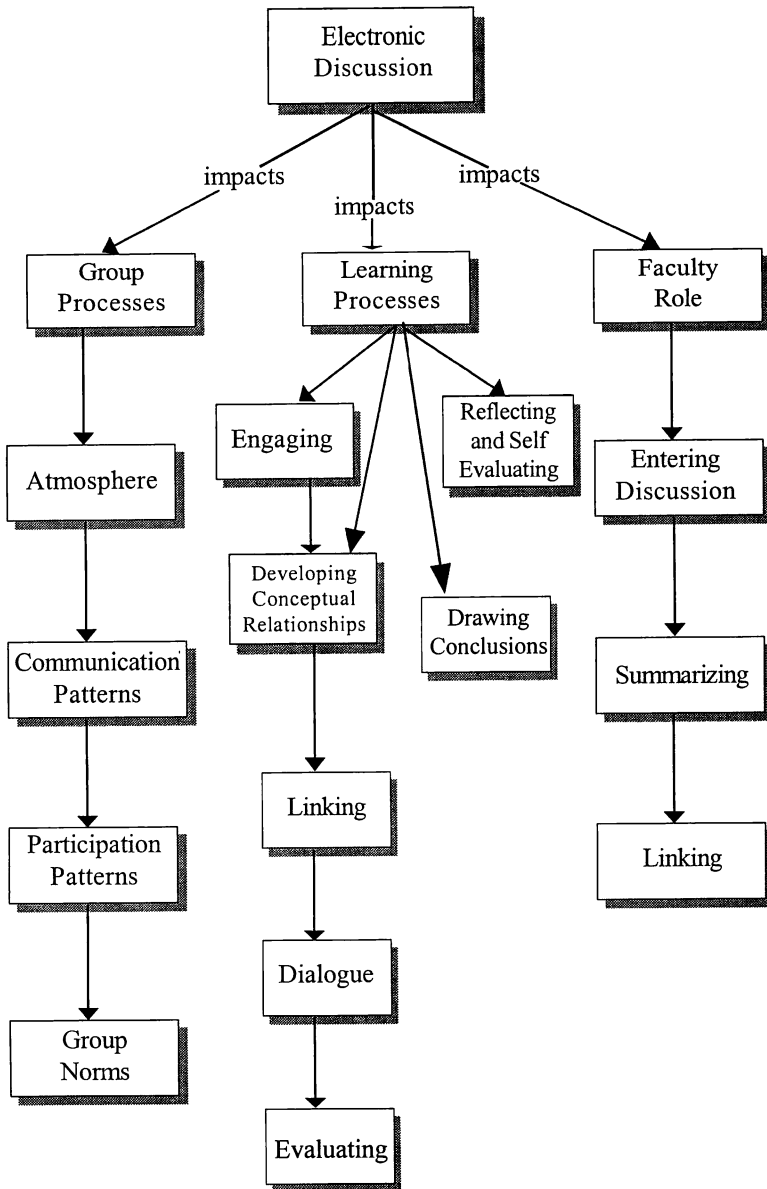 Electronic
Discussion
impacts
impacts
impacts
Group
Processes
Learning
Processes
Faculty
Role
Engaging
Reflecting
and Self
Evaluating
Atmosphere
Entering
Discussion
Developing
Conceptual
Relationships
Drawing
Conclusions
Communication
Patterns
Summarizing
Linking
Participation
Patterns
Linking
Dialogue
Group
Norms
Evaluating